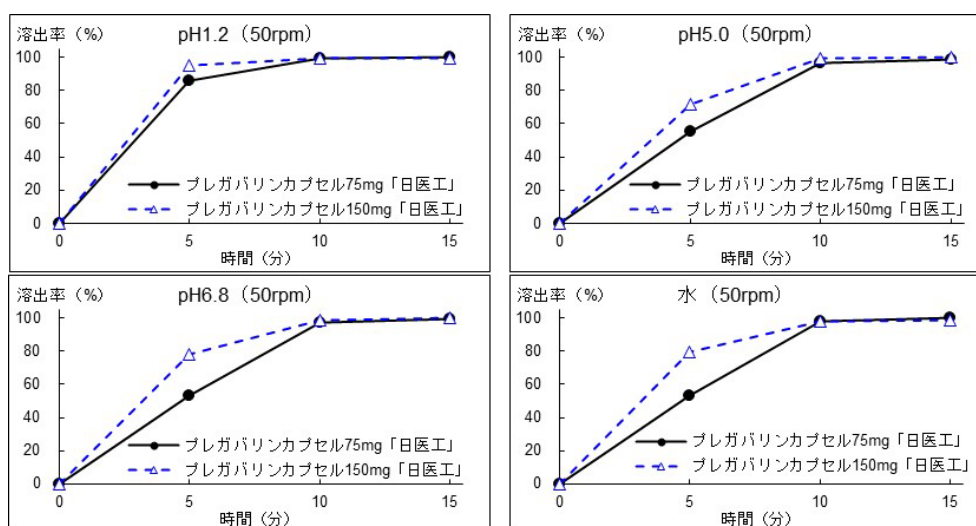 溶出率（%） pH1.2（50rpm）
100
80
60
40
20
0
プレガバリンカプセル75mg「日医工」
プレガバリンカプセル150mg「日医工」
0 5 10 15
時間（分）
溶出率（%） pH5.0（50rpm）
100
80
60
40
20
0
プレガバリンカプセル75mg「日医工」
プレガバリンカプセル150mg「日医工」
0 5 10 15
時間（分）
溶出率（%） pH6.8（50rpm）
100
80
60
40
20
0
プレガバリンカプセル75mg「日医工」
プレガバリンカプセル150mg「日医工」
0 5 10 15
時間（分）
溶出率（%） 水（50rpm）
100
80
60
40
20
0
プレガバリンカプセル75mg「日医工」
プレガバリンカプセル150mg「日医工」
0 5 10 15
時間（分）